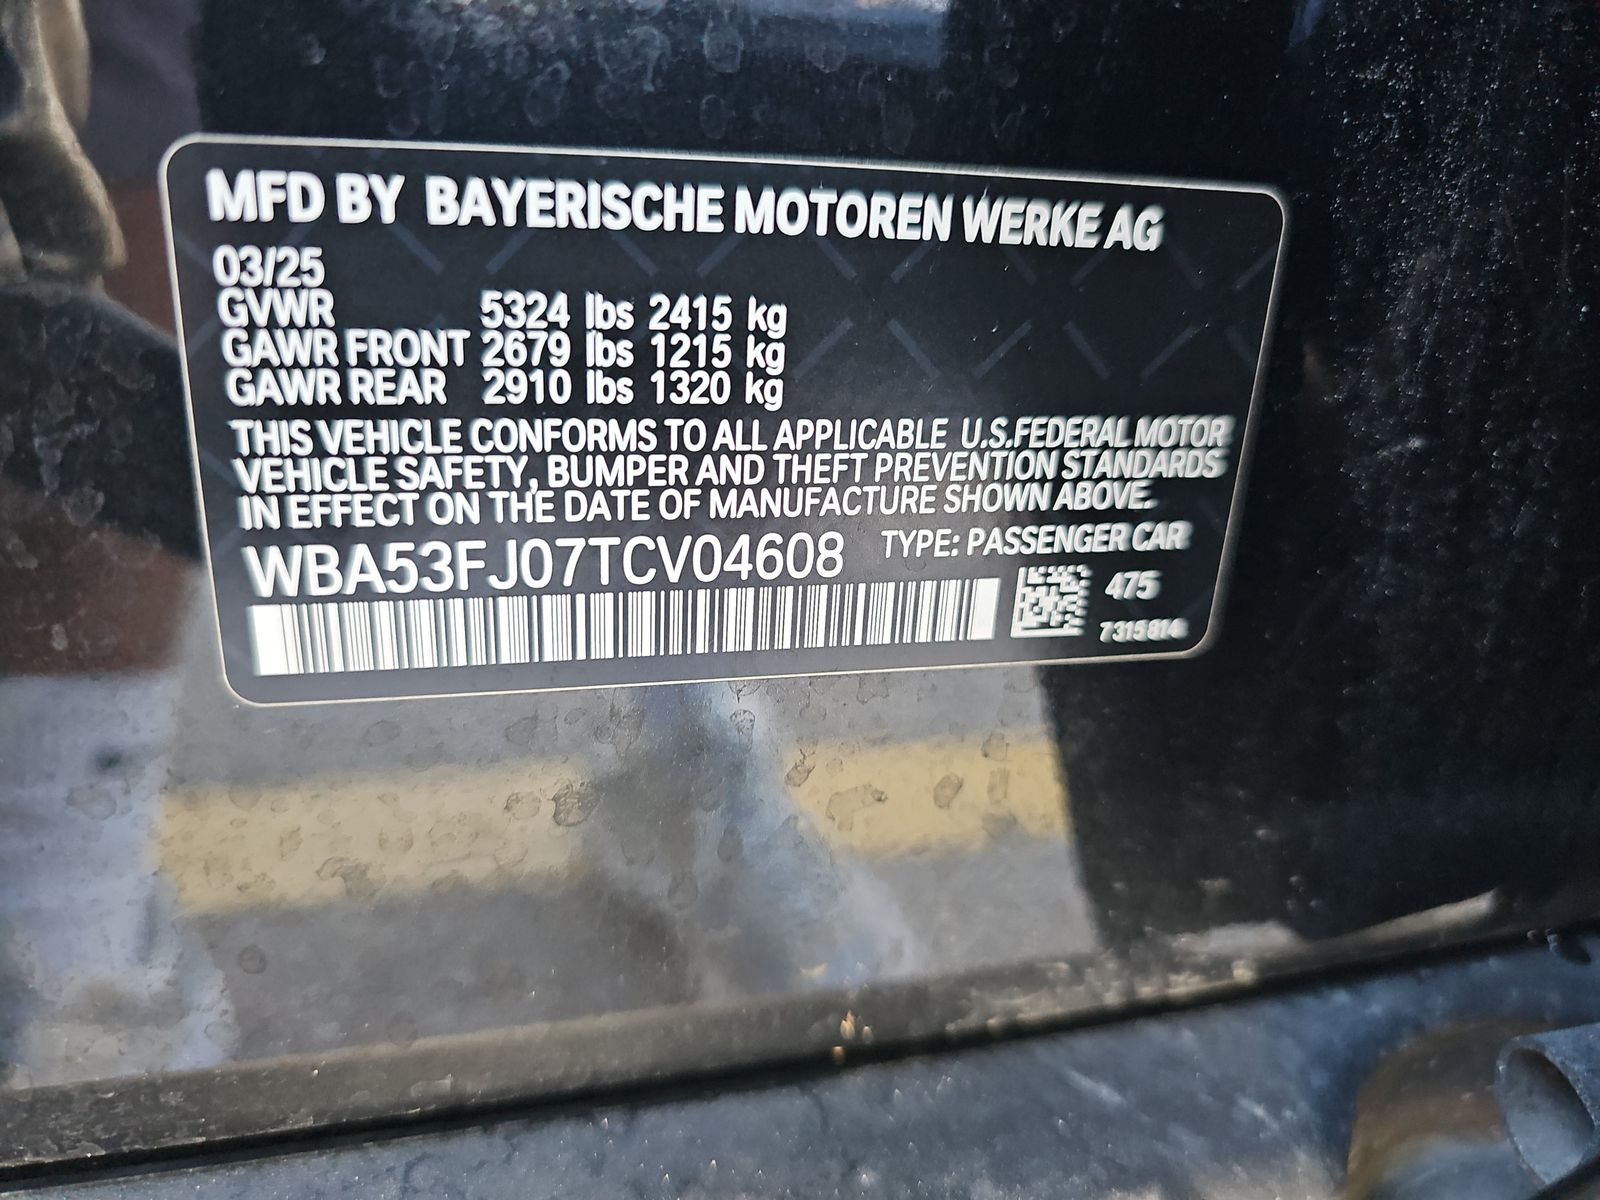 MFD BY BAYERISCHE MOTOREN WERKE AG
03/25
GVWR 5324 lbs 2415 kg
GAWR FRONT 2679 lbs 1215 kg
GAWR REAR 2910 lbs 1320 kg
THIS VEHICLE CONFORMS TO ALL APPLICABLE U.S.FEDERAL MOTOR
VEHICLE SAFETY, BUMPER AND THEFT PREVENTION STANDARDS
IN EFFECT ON THE DATE OF MANUFACTURE SHOWN ABOVE.
WBA53FJ07TCV04608 TYPE: PASSENGER CAR
475
7315814